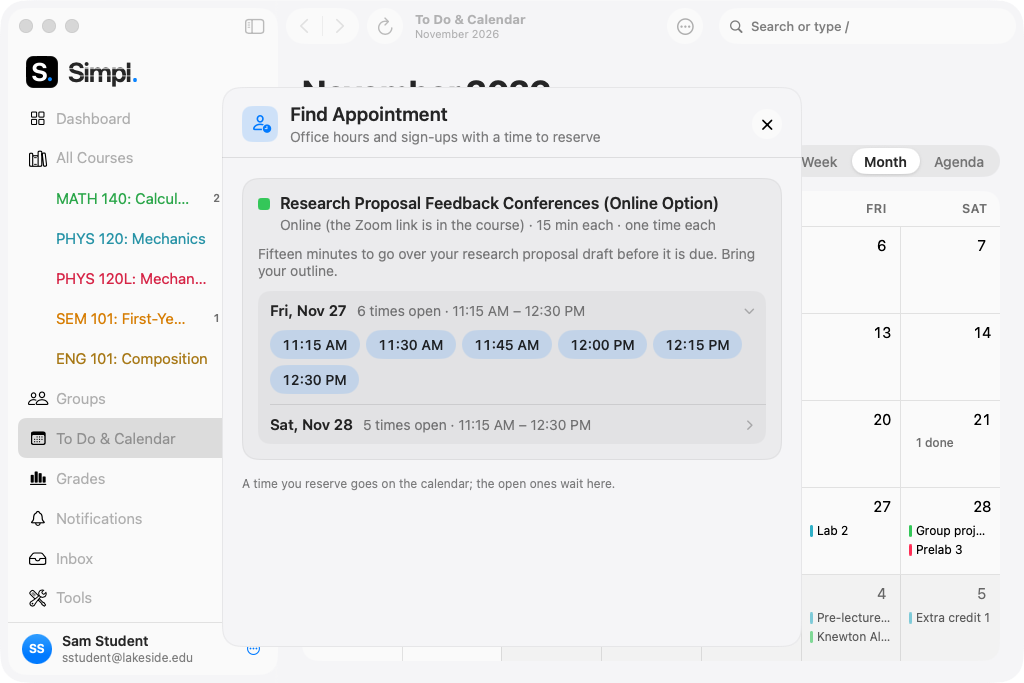 To Do & Calendar
November 2026
Search or type /
S.
Simpl.
Dashboard
All Courses
MATH 140: Calcul...
2
PHYS 120: Mechanics
PHYS 120L: Mechan...
SEM 101: First-Ye...
1
ENG 101: Composition
Groups
To Do & Calendar
Grades
Notifications
Inbox
Tools
SS
Sam Student
sstudent@lakeside.edu
November 2026
Find Appointment
Office hours and sign-ups with a time to reserve
Research Proposal Feedback Conferences (Online Option)
Online (the Zoom link is in the course) · 15 min each · one time each
Fifteen minutes to go over your research proposal draft before it is due. Bring
your outline.
Fri, Nov 27 6 times open · 11:15 AM – 12:30 PM
11:15 AM 11:30 AM 11:45 AM 12:00 PM 12:15 PM
12:30 PM
Sat, Nov 28 5 times open · 11:15 AM – 12:30 PM
A time you reserve goes on the calendar; the open ones wait here.
Week Month Agenda
FRI SAT
6 7
13 14
20 21
1 done
27 28
Lab 2 Group proj...
Prelab 3
4 5
Pre-lecture... Extra credit 1
Knewton Al...